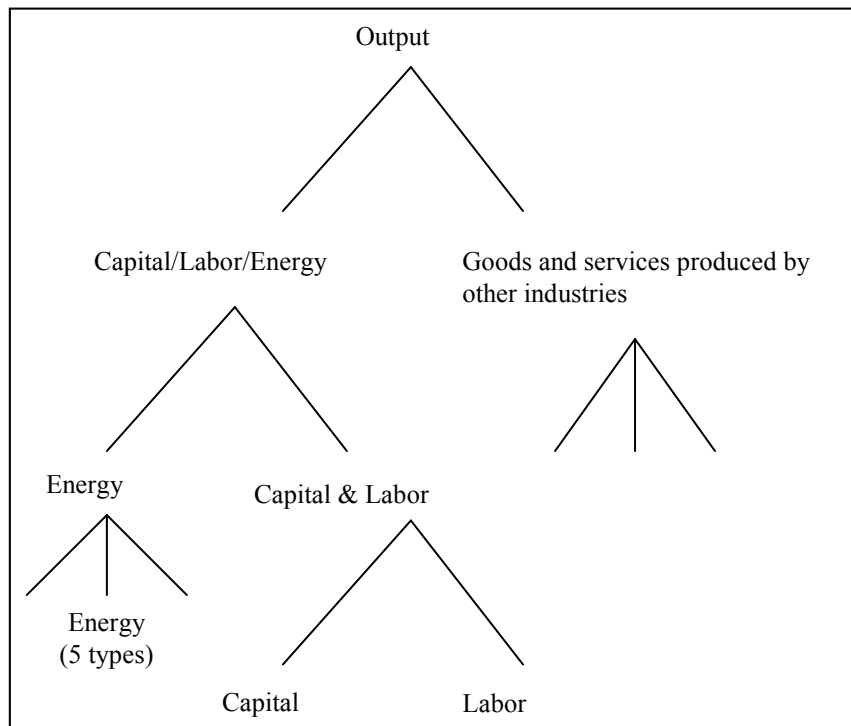 Output
Capital/Labor/Energy
Goods and services produced by
other industries
Energy
Capital & Labor
Energy
(5 types)
Capital
Labor